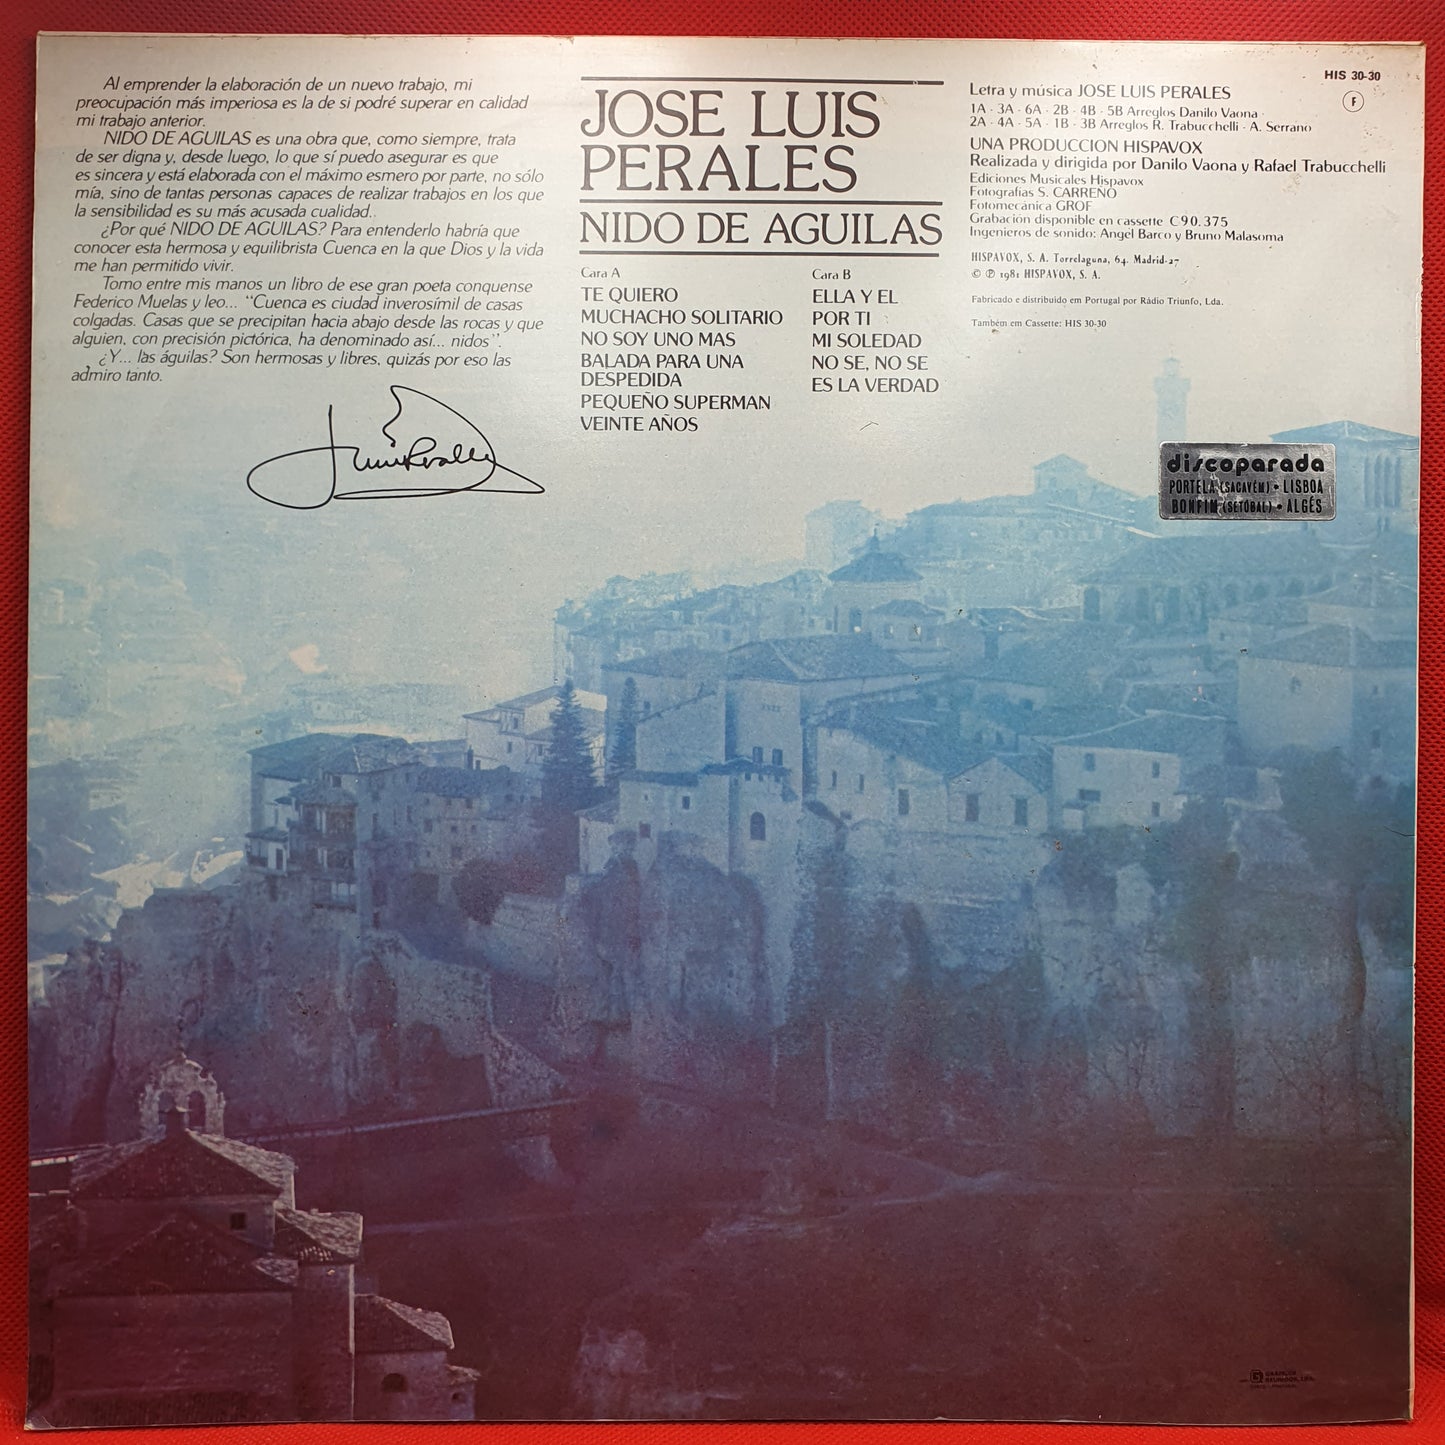 Al emprender la elaboración de un nuevo trabajo, mi
preocupación más imperiosa es la de si podré superar en calidad
mi trabajo anterior.
NIDO DE AGUILAS es una obra que, como siempre, trata
de ser digna y, desde luego, lo que sí puedo asegurar es que
es sincera y está elaborada con el máximo esmero por parte, no sólo
mía, sino de tantas personas capaces de realizar trabajos en los que
la sensibilidad es su más acusada cualidad.
¿Por qué NIDO DE AGUILAS? Para entenderlo habría que
conocer esta hermosa y equilibrista Cuenca en la que Dios y la vida
me han permitido vivir.
Tomo entre mis manos un libro de ese gran poeta conquense
Federico Muelas y leo... "Cuenca es ciudad inverosímil de casas
colgadas. Casas que se precipitan hacia abajo desde las rocas y que
alguien, con precisión pictórica, ha denominado así... nidos".
¿Y... las águilas? Son hermosas y libres, quizás por eso las
admiro tanto.
JOSE LUIS
PERALES
NIDO DE AGUILAS
Cara A
TE QUIERO
MUCHACHO SOLITARIO
NO SOY UNO MAS
BALADA PARA UNA
DESPEDIDA
PEQUEÑO SUPERMAN
VEINTE AÑOS
Cara B
ELLA Y EL
POR TI
MI SOLEDAD
NO SE, NO SE
ES LA VERDAD
HIS 30-30
F
Letra y música JOSE LUIS PERALES
1A - 3A - 6A - 2B - 4B - 5B Arreglos Danilo Vaona
2A - 4A - 5A - 1B - 3B Arreglos R. Trabucchelli - A. Serrano
UNA PRODUCCION HISPAVOX
Realizada y dirigida por Danilo Vaona y Rafael Trabucchelli
Ediciones Musicales Hispavox
Fotografías S. CARREÑO
Fotomecánica GROF
Grabación disponible en cassette C90.375
Ingenieros de sonido: Angel Barco y Bruno Malasoma
HISPAVOX, S. A. Torrelaguna, 64. Madrid-27
© ℗ 1981 HISPAVOX, S. A.
Fabricado e distribuido em Portugal por Rádio Triunfo, Lda.
Também em Cassette: HIS 30-30
discoparada
PORTELA (SACAVÉM) • LISBOA
BONFIM (SETÚBAL) • ALGÉS